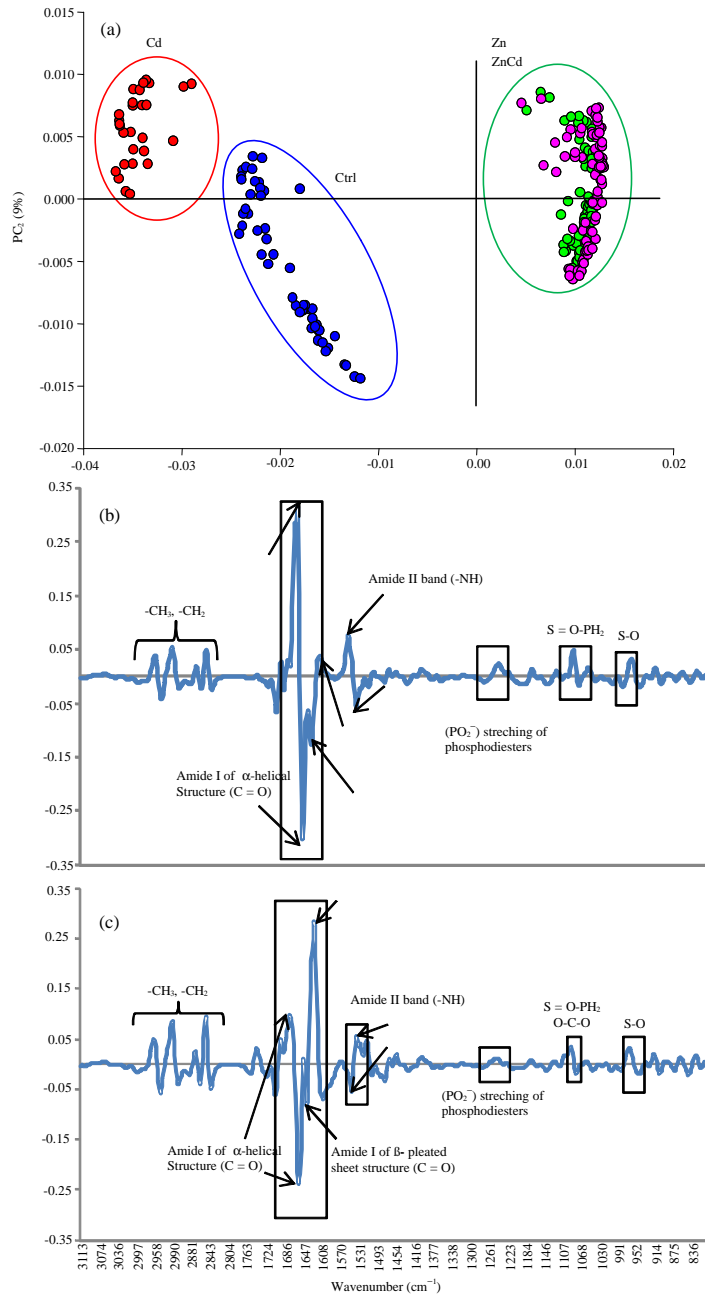 (a)
Cd
Zn
ZnCd
Ctrl
PC2 (9%)
0.015
0.010
0.005
0.000
-0.005
-0.010
-0.015
-0.020
-0.04
-0.03
-0.02
-0.01
0.00
0.01
0.02
(b)
0.35
0.25
0.15
0.05
-0.05
-0.15
-0.25
-0.35
-CH3, -CH2
Amide II band (-NH)
S = O-PH2
S-O
(PO2−) streching of
phosphodiesters
Amide I of α-helical
Structure (C = O)
(c)
0.35
0.25
0.15
0.05
-0.05
-0.15
-0.25
-0.35
-CH3, -CH2
Amide II band (-NH)
S = O-PH2
O-C-O
S-O
(PO2−) streching of
phosphodiesters
Amide I of α-helical
Structure (C = O)
Amide I of ß- pleated
sheet structure (C = O)
3113
3074
3036
2997
2958
2990
2881
2843
2804
1763
1724
1686
1647
1608
1570
1531
1493
1454
1416
1377
1338
1300
1261
1223
1184
1146
1107
1068
1030
991
952
914
875
836
Wavenumber (cm−1)